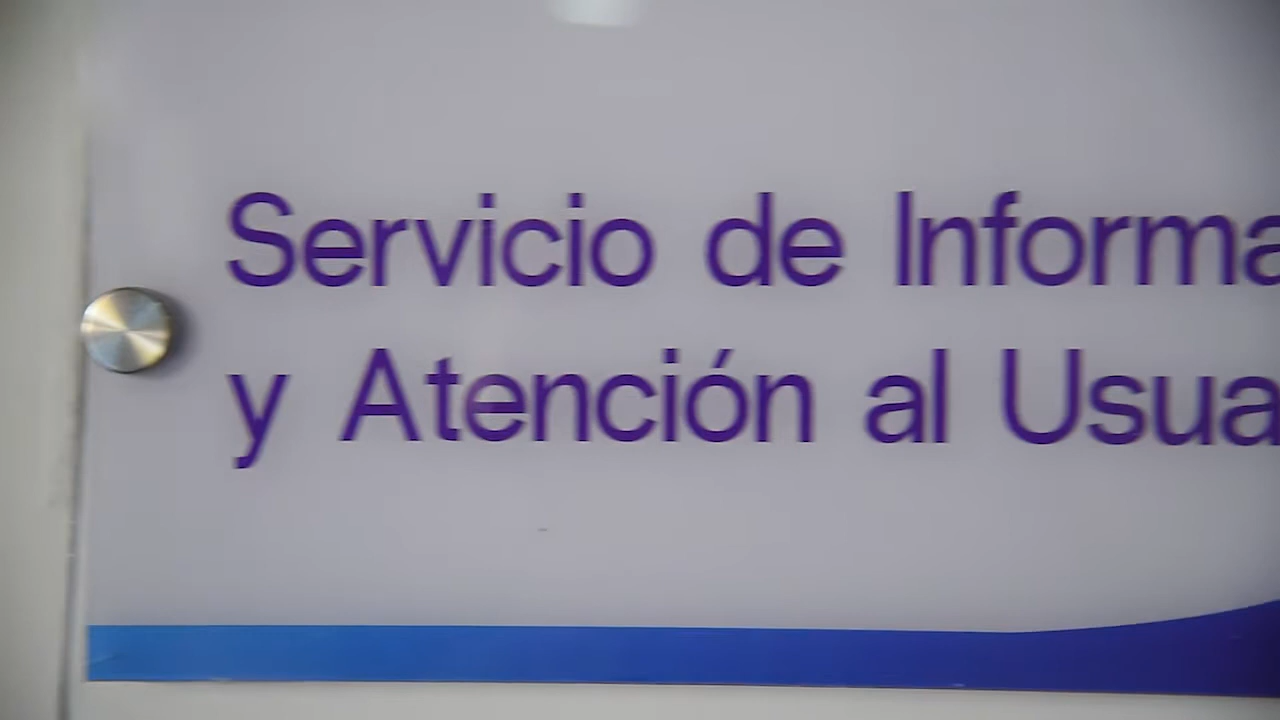 Servicio de Informa
y Atención al Usua